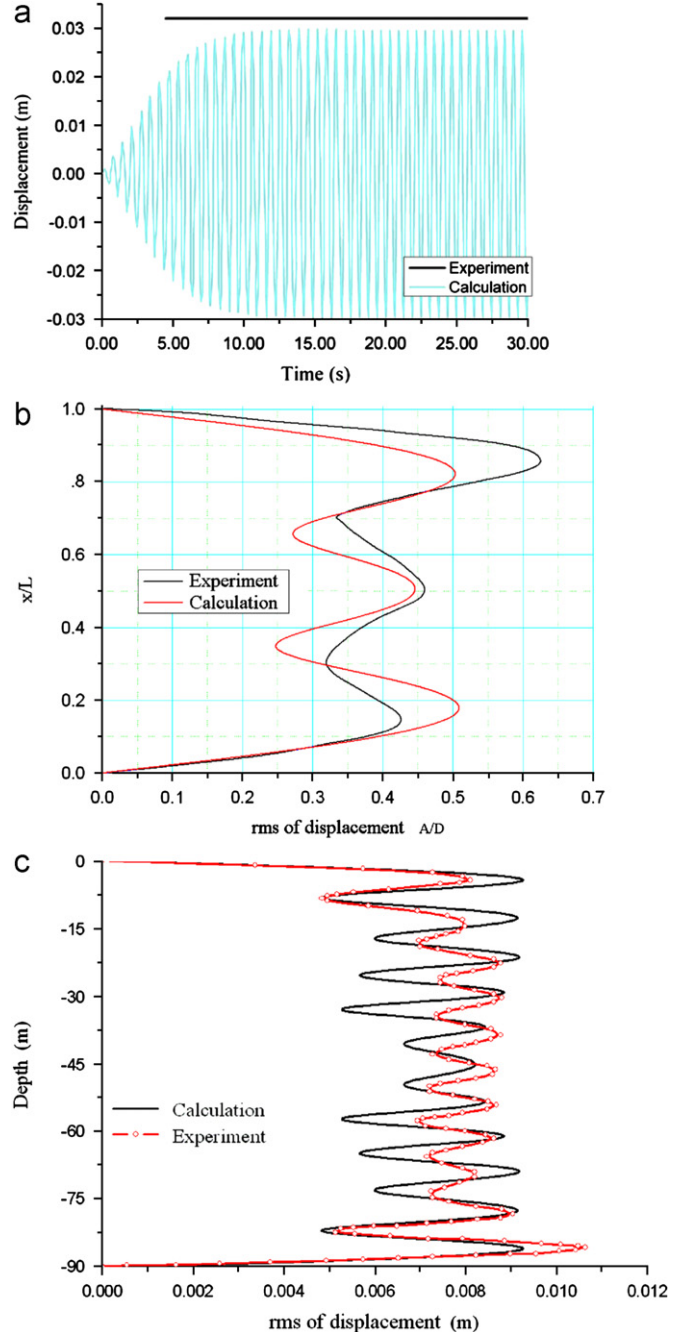 a
0.03
0.02
0.01
0.00
-0.01
-0.02
-0.03
Displacement (m)
Experiment
Calculation
0.00 5.00 10.00 15.00 20.00 25.00 30.00
Time (s)
b
1.0
.8
0.6
0.4
0.2
0.0
x/L
Experiment
Calculation
0.0 0.1 0.2 0.3 0.4 0.5 0.6 0.7
rms of displacement A/D
c
0
-15
-30
-45
-60
-75
-90
Depth (m)
Calculation
Experiment
0.000 0.002 0.004 0.006 0.008 0.010 0.012
rms of displacement (m)